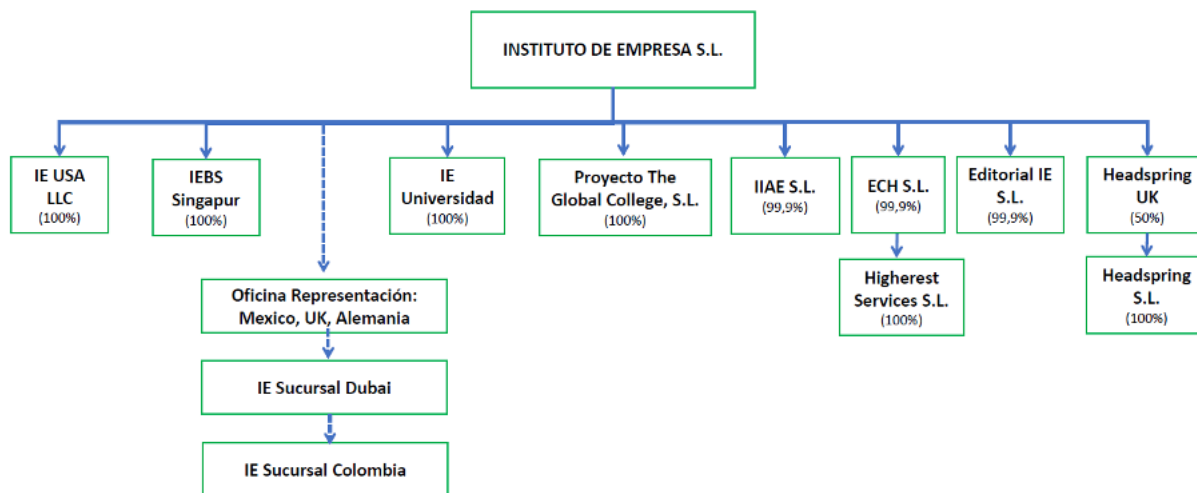 INSTITUTO DE EMPRESA S.L.
IE USA
LLC
(100%)
IEBS
Singapur
(100%)
IE
Universidad
(100%)
Proyecto The
Global College, S.L.
(100%)
IIAE S.L.
(99,9%)
ECH S.L.
(99,9%)
Editorial IE
S.L.
(99,9%)
Headspring
UK
(50%)
Oficina Representación:
Mexico, UK, Alemania
Higherest
Services S.L.
(100%)
Headspring
S.L.
(100%)
IE Sucursal Dubai
IE Sucursal Colombia